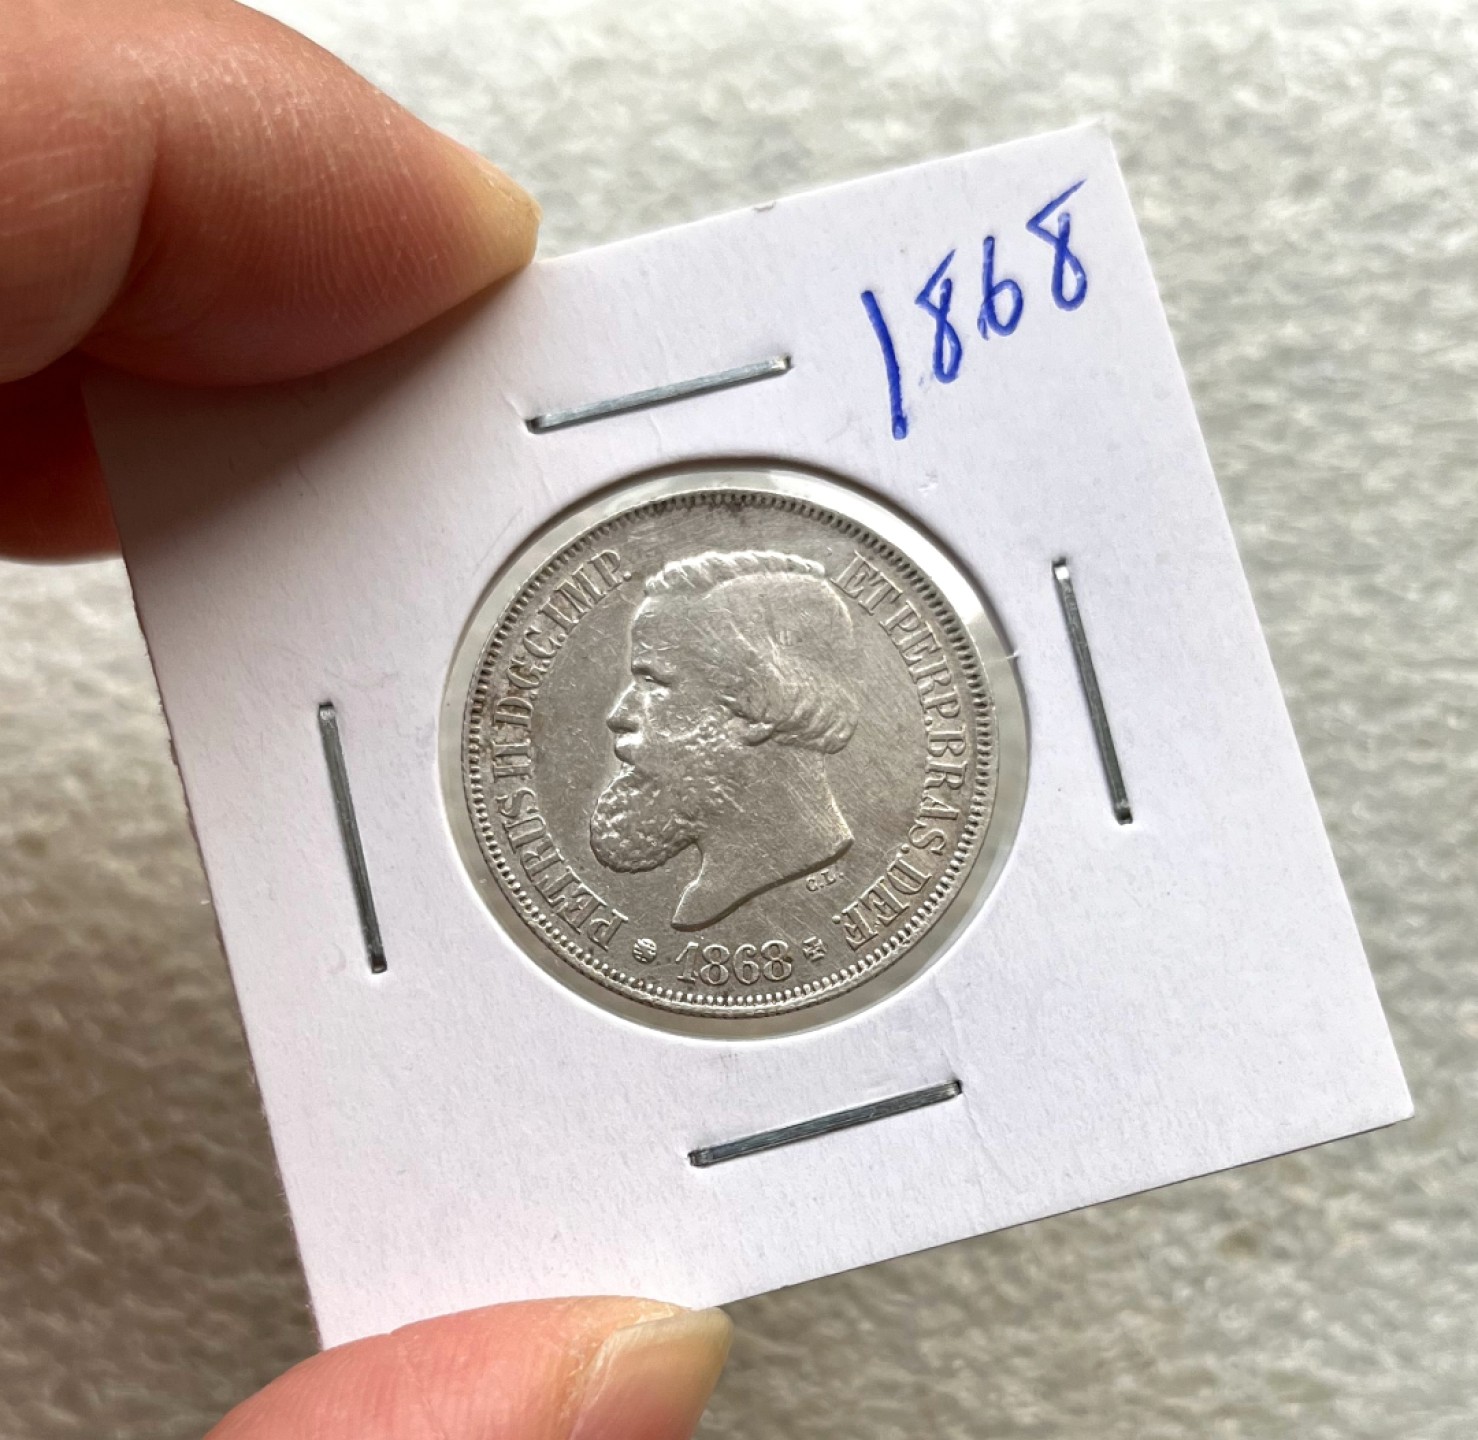 1868
PETRUS II.D.G.C.IMP.
ET PERP.BRAS.DEF.
C.L.
1868